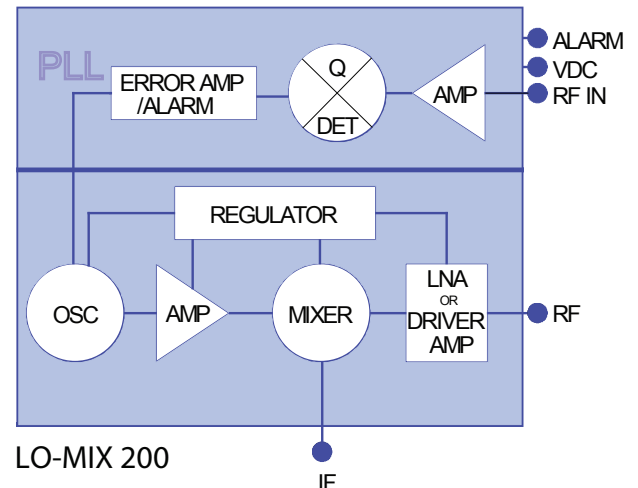 PLL
ERROR AMP
/ALARM
Q
DET
AMP
ALARM
VDC
RF IN
REGULATOR
OSC
AMP
MIXER
LNA
OR
DRIVER
AMP
RF
LO-MIX 200
IF